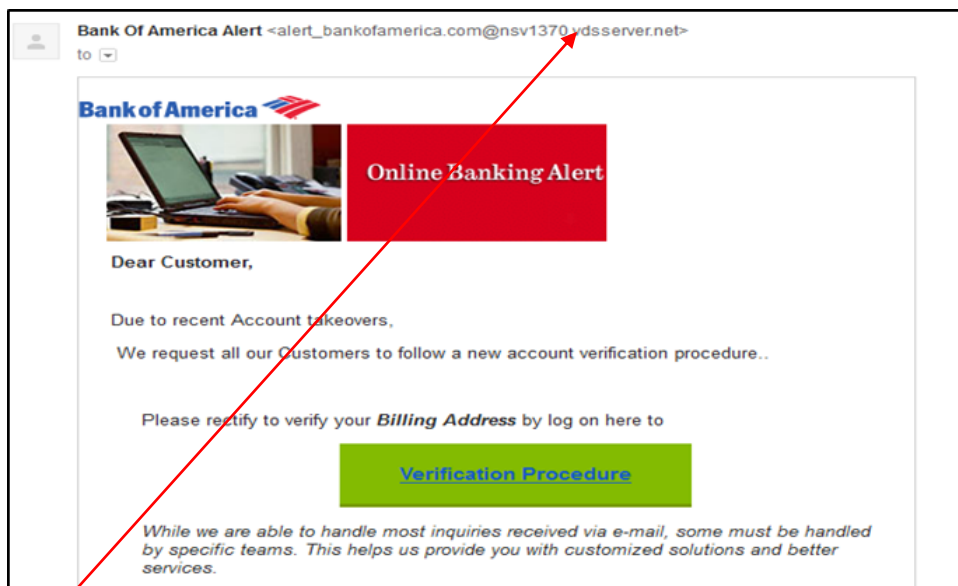 Bank Of America Alert <alert_bankofamerica.com@nsv1370.vdsserver.net>
to
Bank of America
Online Banking Alert
Dear Customer,
Due to recent Account takeovers,
We request all our Customers to follow a new account verification procedure..
Please rectify to verify your Billing Address by log on here to
Verification Procedure
While we are able to handle most inquiries received via e-mail, some must be handled
by specific teams. This helps us provide you with customized solutions and better
services.